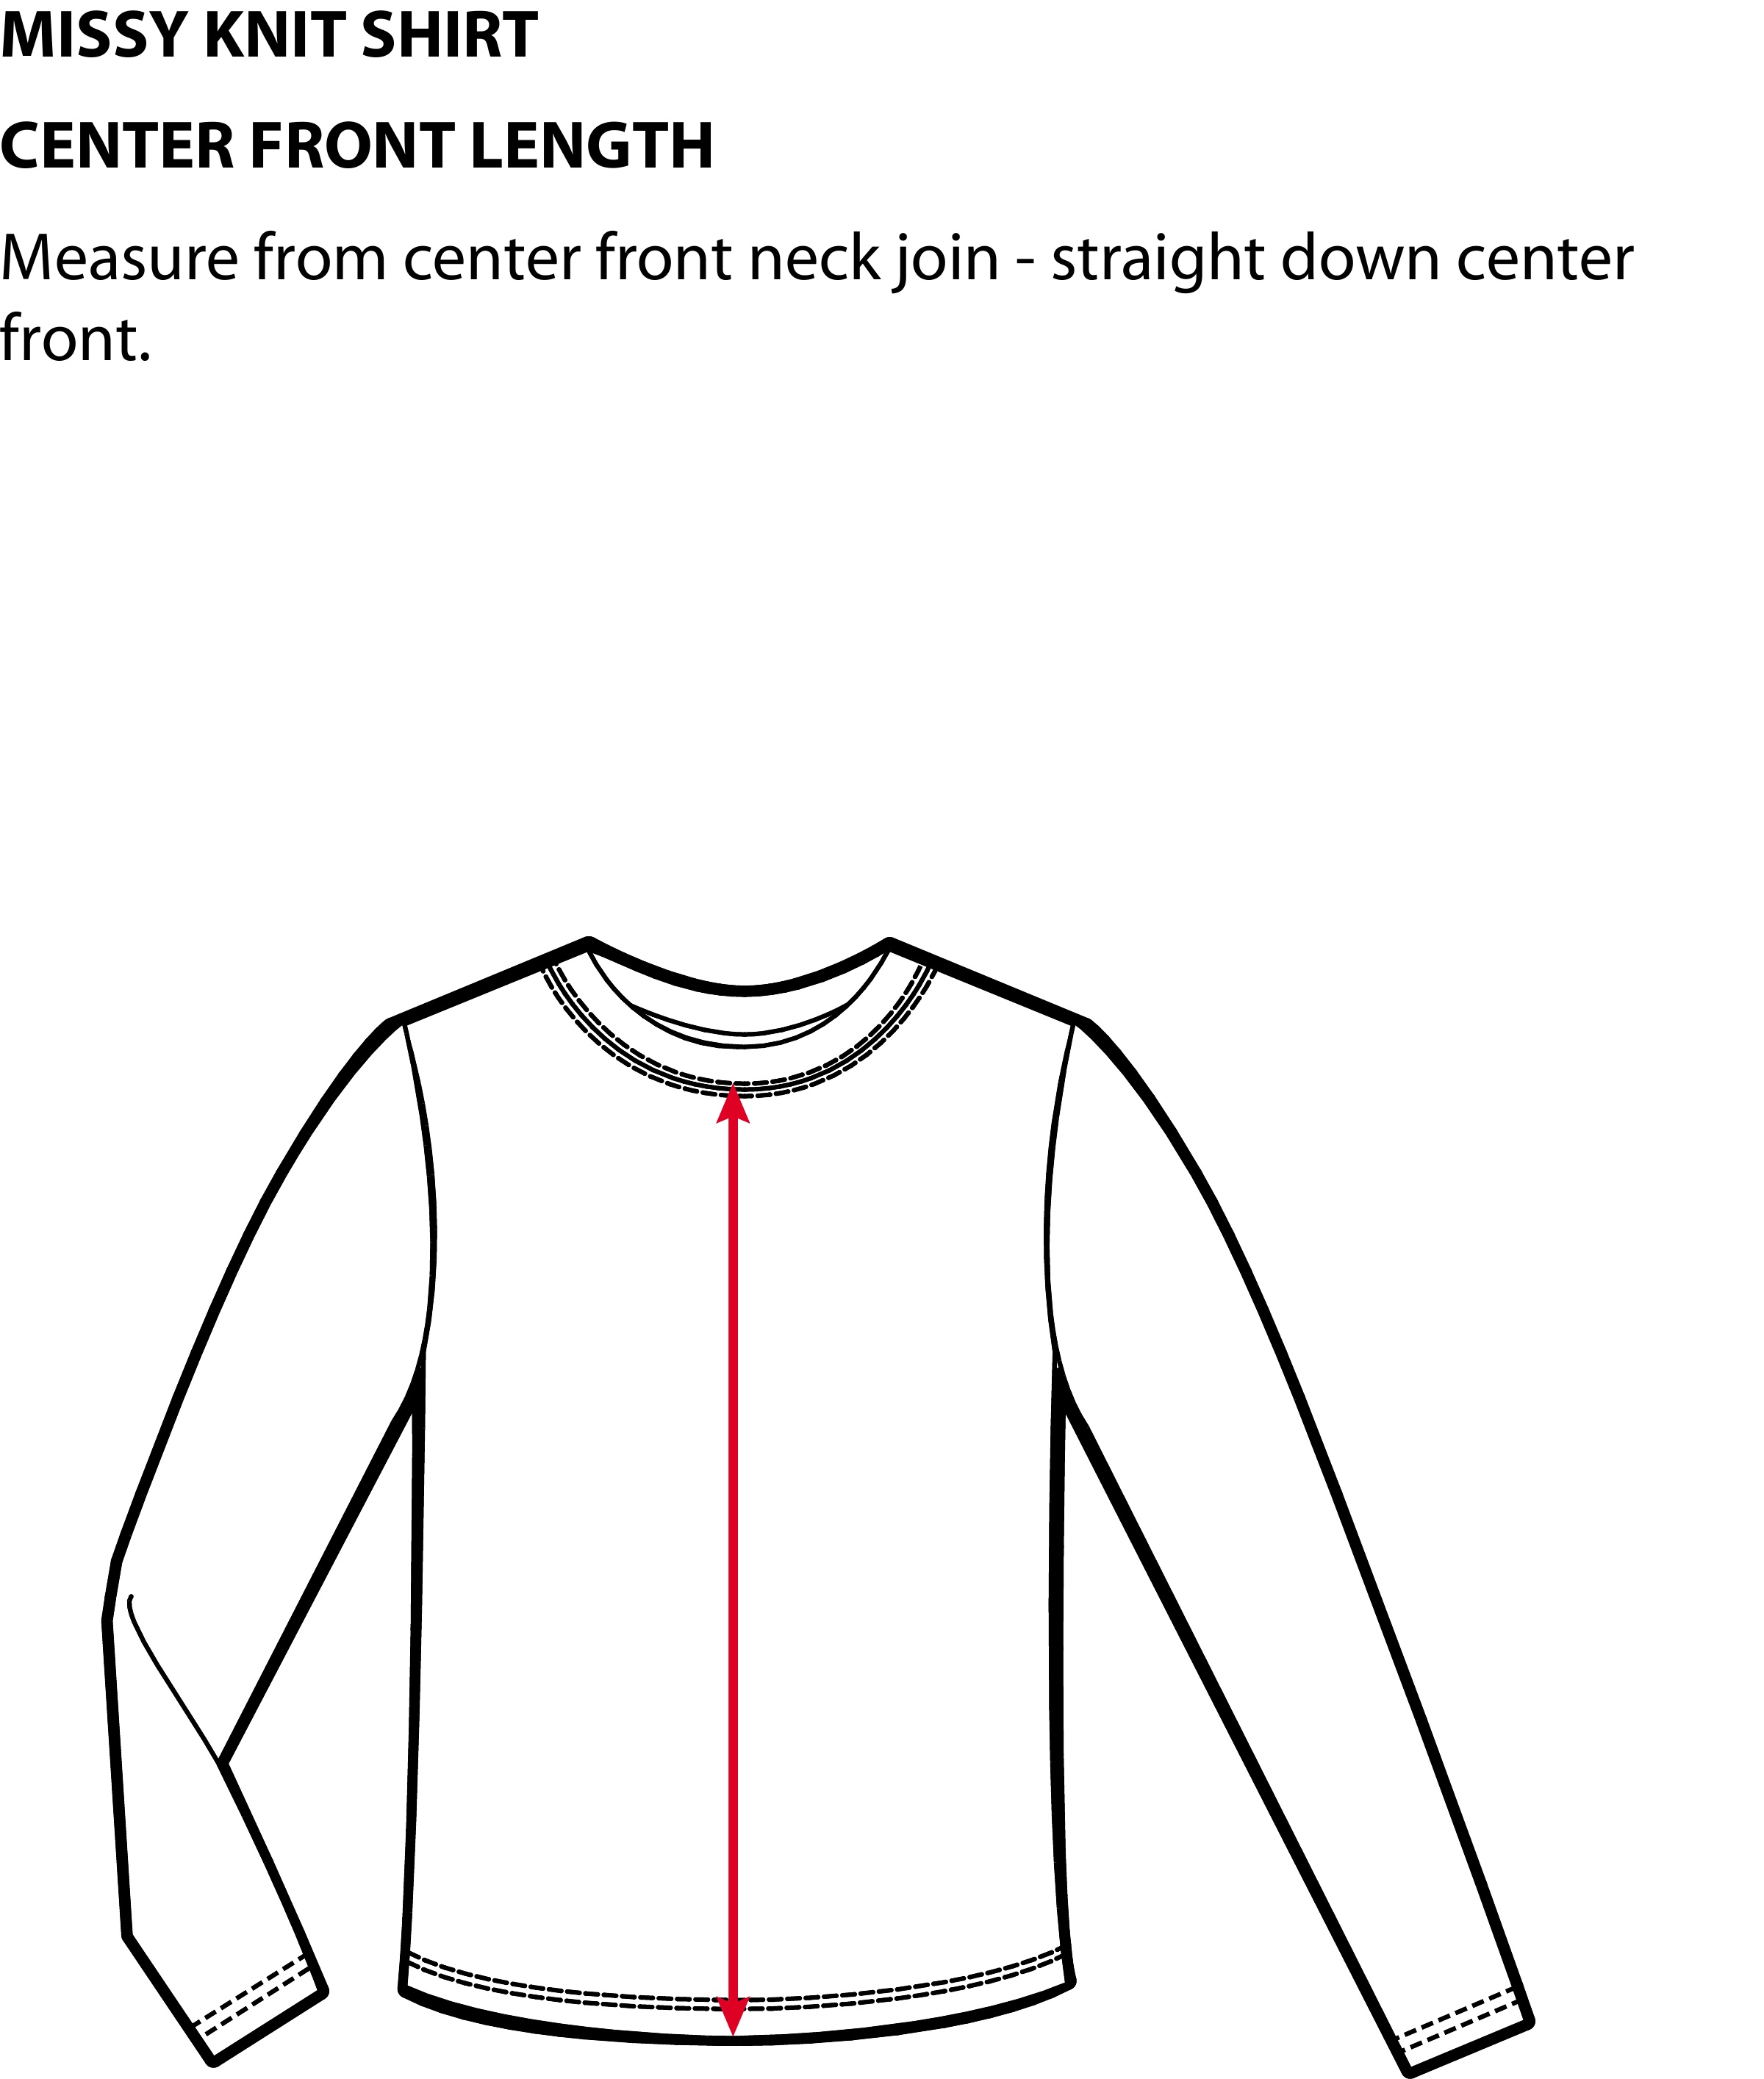 MISSY KNIT SHIRT
CENTER FRONT LENGTH
Measure from center front neck join - straight down center
front.